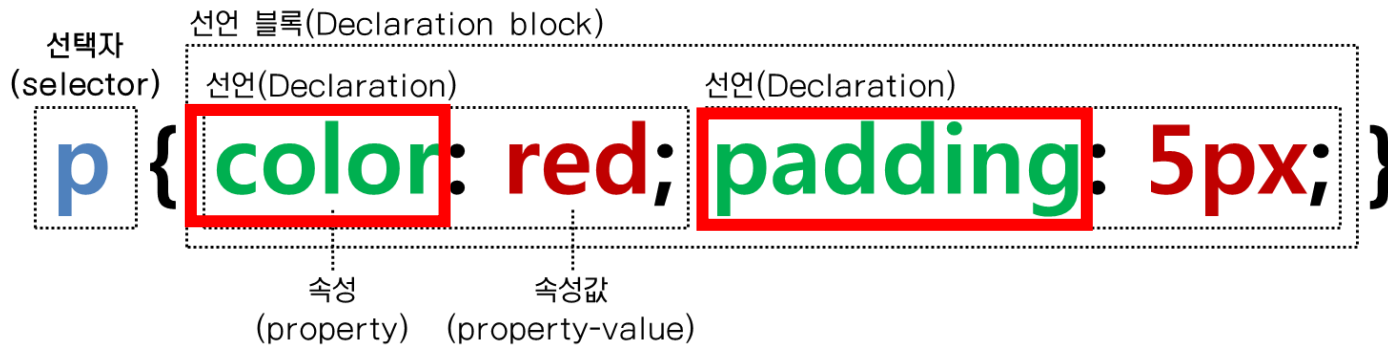 선언 블록(Declaration block)
선택자
(selector)
선언(Declaration) 선언(Declaration)
p { color: red; padding: 5px; }
속성 속성값
(property) (property-value)